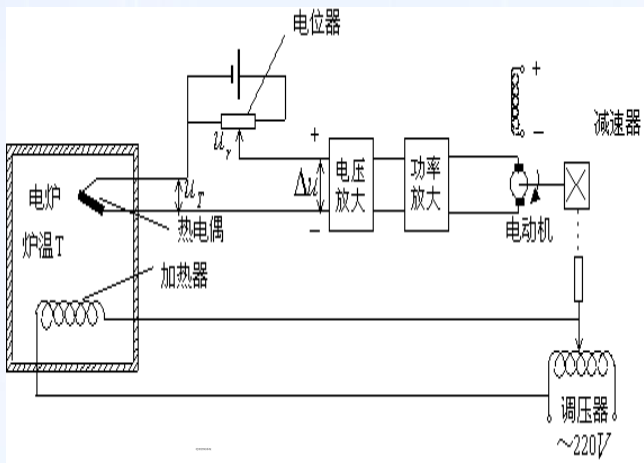 电位器
+
减速器
u_r
+
−
电炉
u_T
Δu
电压放大
功率放大
炉温T
热电偶
−
电动机
加热器
调压器
～220V